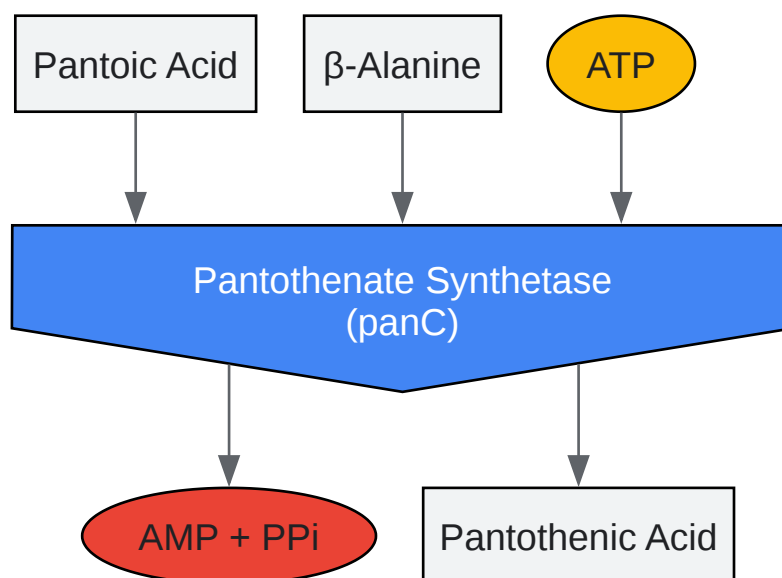 Pantoic Acid
β-Alanine
ATP
Pantothenate Synthetase
(panC)
AMP + PPi
Pantothenic Acid